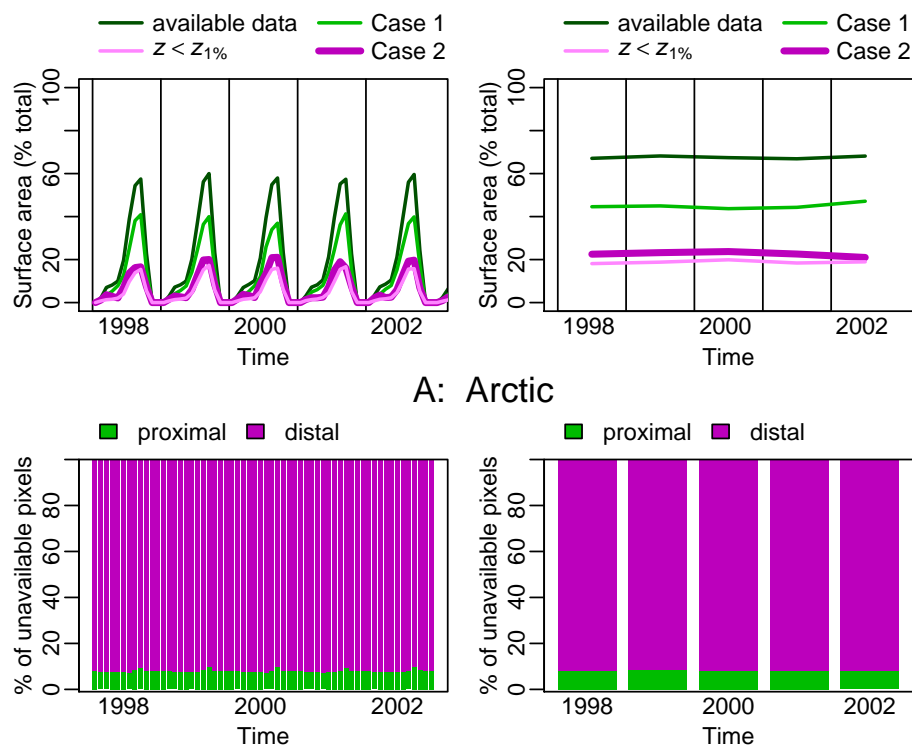 available data
Case 1
z < z1%
Case 2
available data
Case 1
z < z1%
Case 2
Surface area (% total)
100
60
20
0
1998
2000
2002
Time
Surface area (% total)
100
60
20
0
1998
2000
2002
Time
A: Arctic
proximal
distal
proximal
distal
% of unavailable pixels
80
60
40
20
0
1998
2000
2002
Time
% of unavailable pixels
80
60
40
20
0
1998
2000
2002
Time